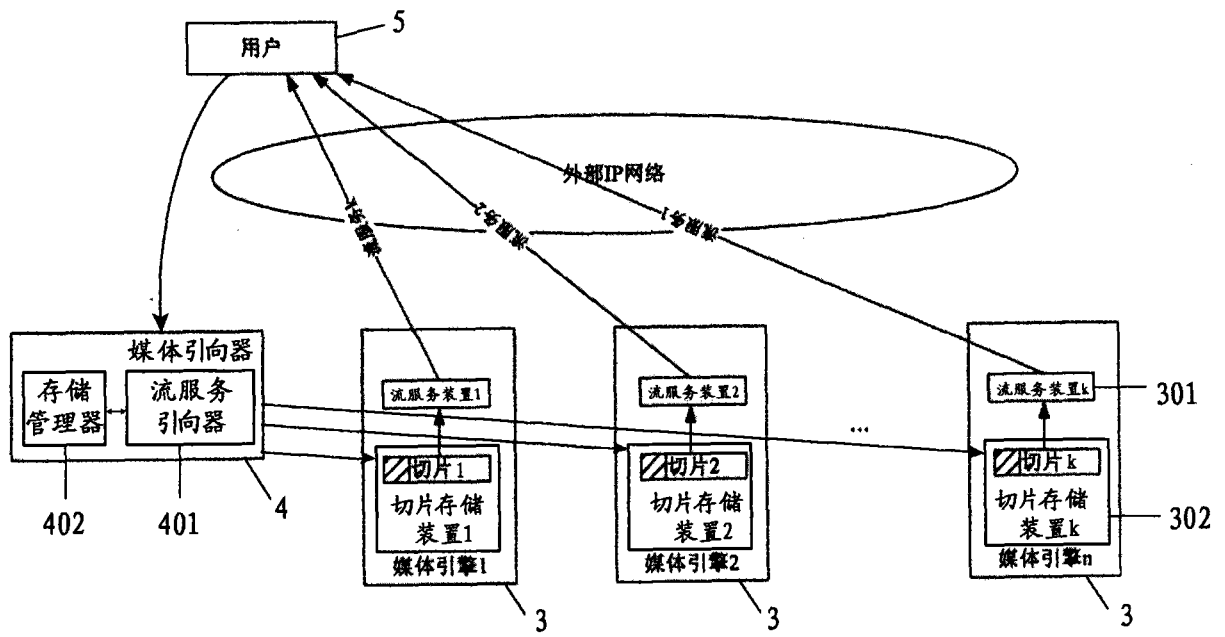 5
用户
外部IP网络
流服务k
流服务2
流服务1
媒体引向器
存储
管理器
流服务
引向器
流服务装置1
流服务装置2
流服务装置k
301
...
切片1
切片2
切片k
切片存储
装置1
切片存储
装置2
切片存储
装置k
302
媒体引擎1
媒体引擎2
媒体引擎n
402
401
4
3
3
3